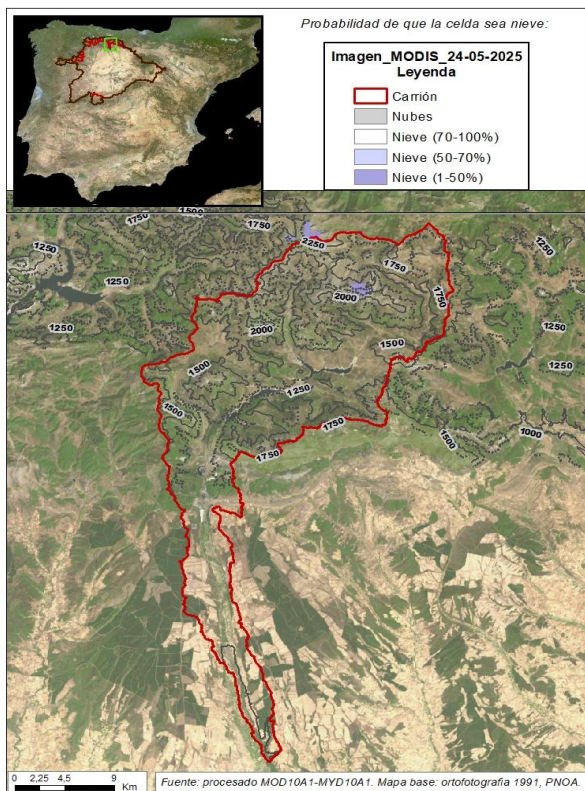 Probabilidad de que la celda sea nieve:
Imagen_MODIS_24-05-2025
Leyenda
Carrión
Nubes
Nieve (70-100%)
Nieve (50-70%)
Nieve (1-50%)
1750
1500
1750
2250
1250
1250
1750
1250
1750
2000
1250
2000
1250
1500
1500
1250
1250
1500
1750
1750
1500
1000
0 2,25 4,5 9
Km
Fuente: procesado MOD10A1-MYD10A1. Mapa base: ortofotografia 1991, PNOA.